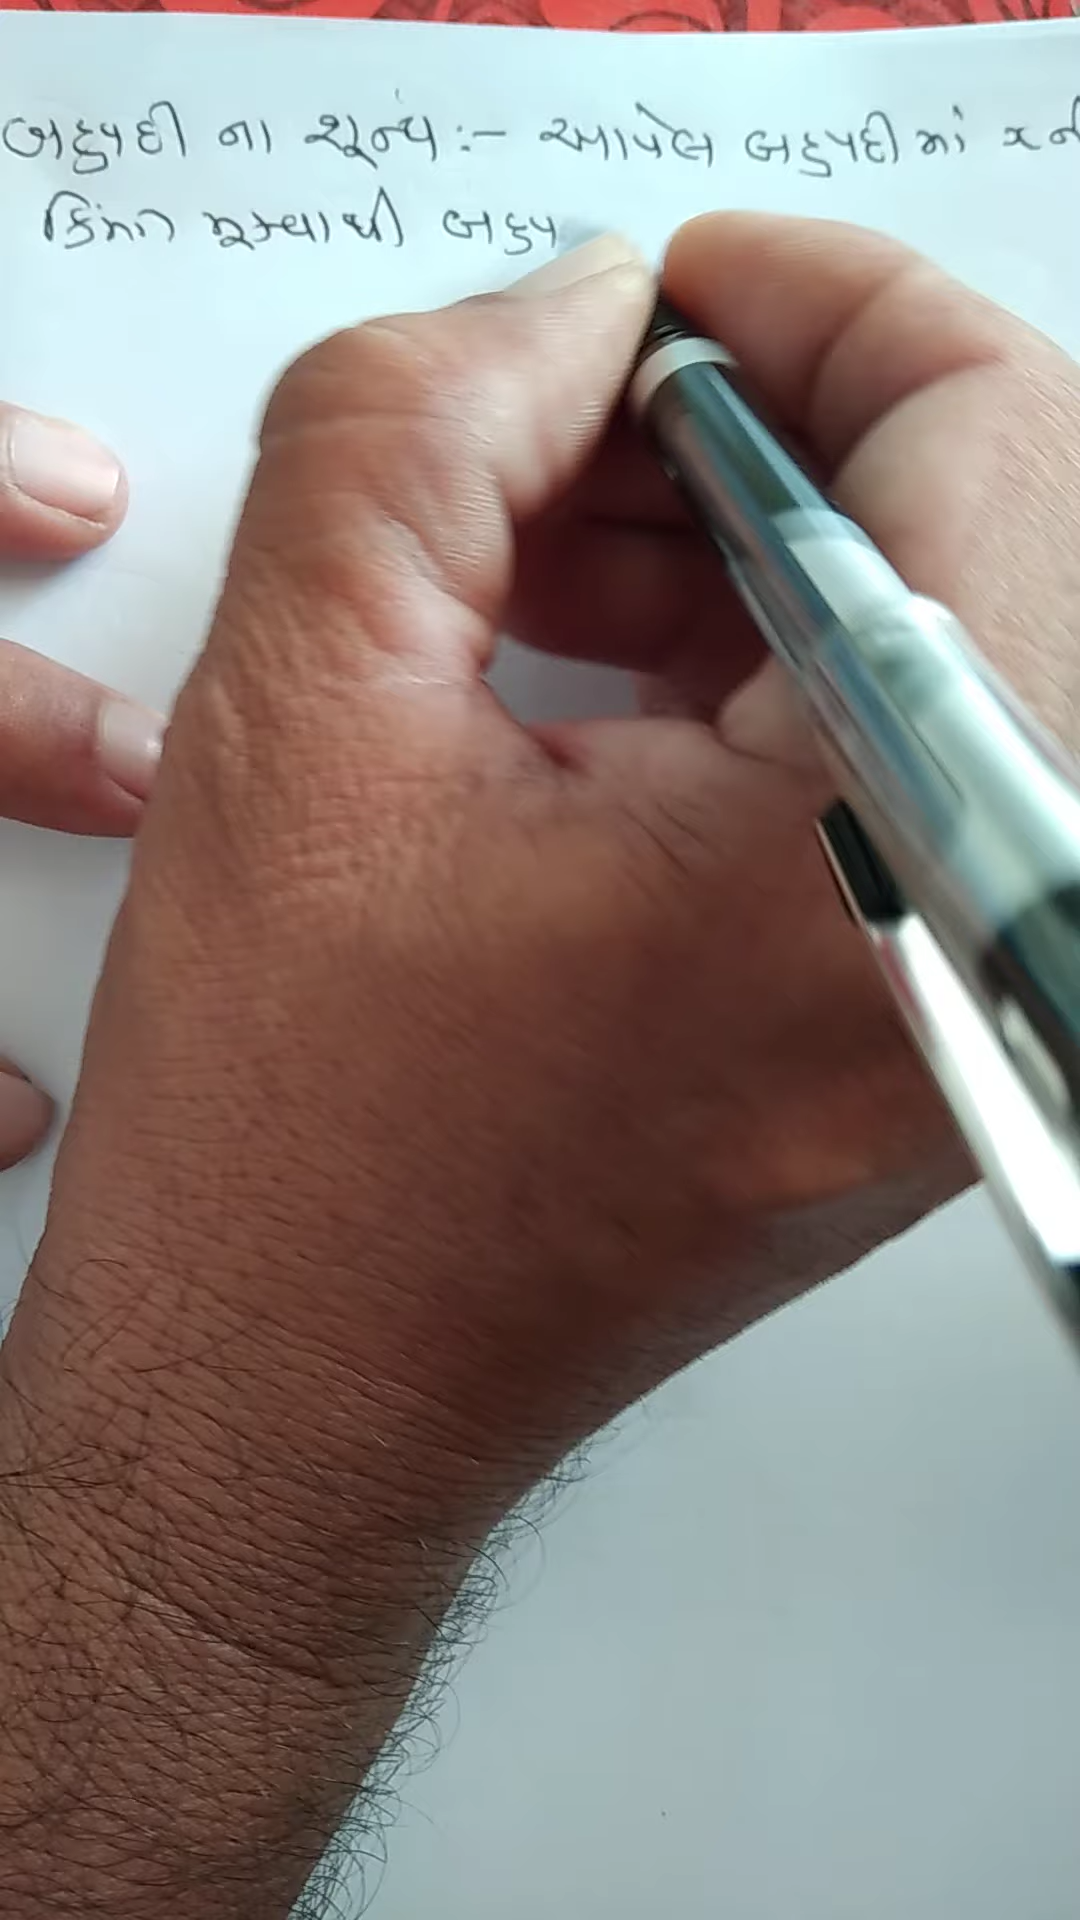 બહુપદી ના શૂન્ય :- આપેલ બહુપદી માં x ની
કિંમત મૂકવાથી બહુપ